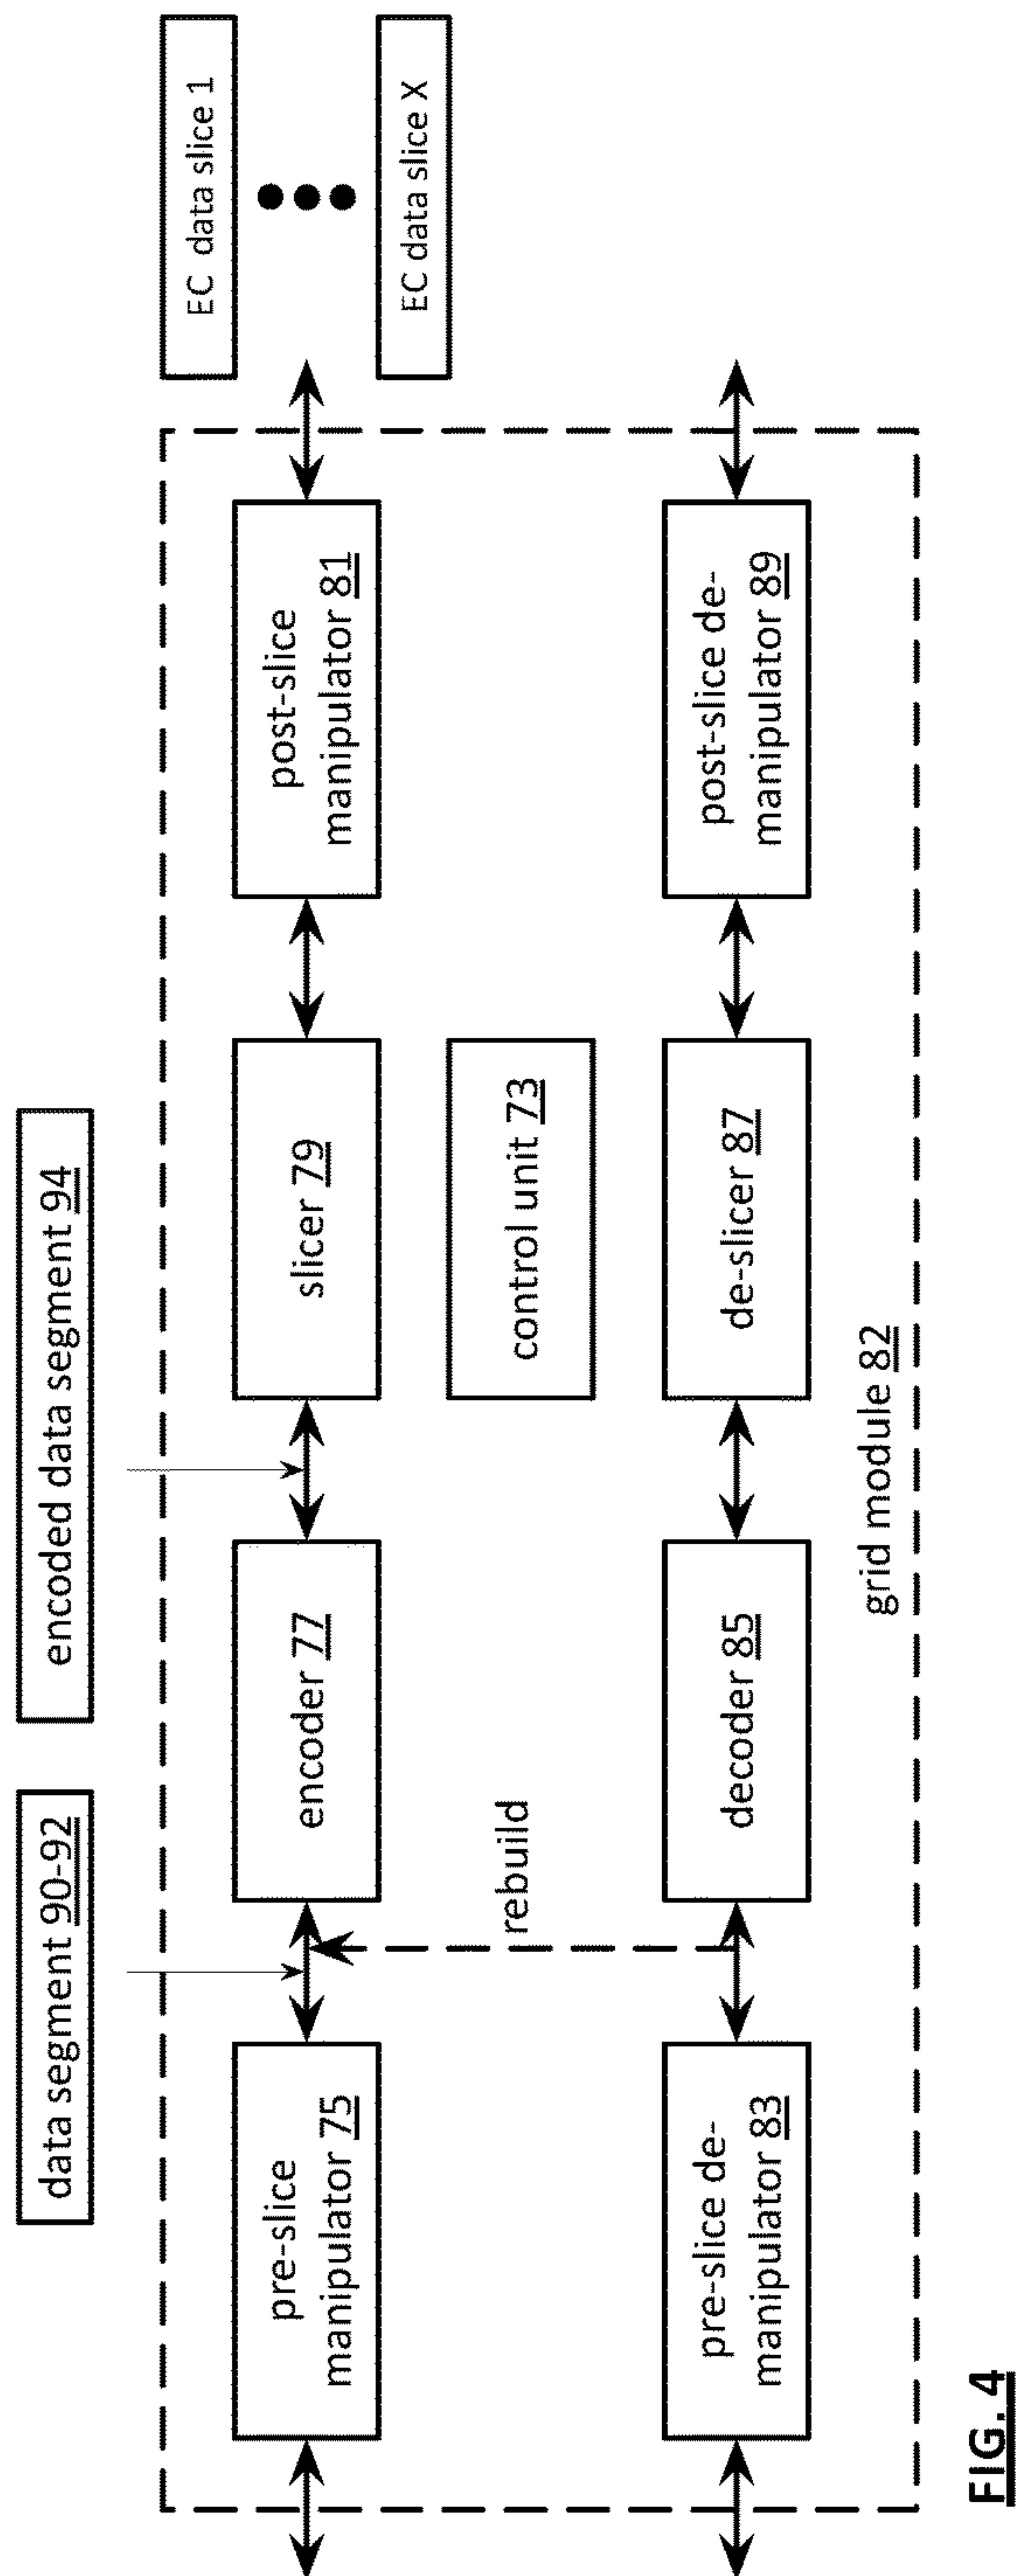 data segment 90-92
encoded data segment 94
EC data slice 1
EC data slice X
pre-slice
manipulator 75
encoder 77
slicer 79
post-slice
manipulator 81
rebuild
control unit 73
pre-slice de-
manipulator 83
decoder 85
de-slicer 87
post-slice de-
manipulator 89
grid module 82
FIG. 4